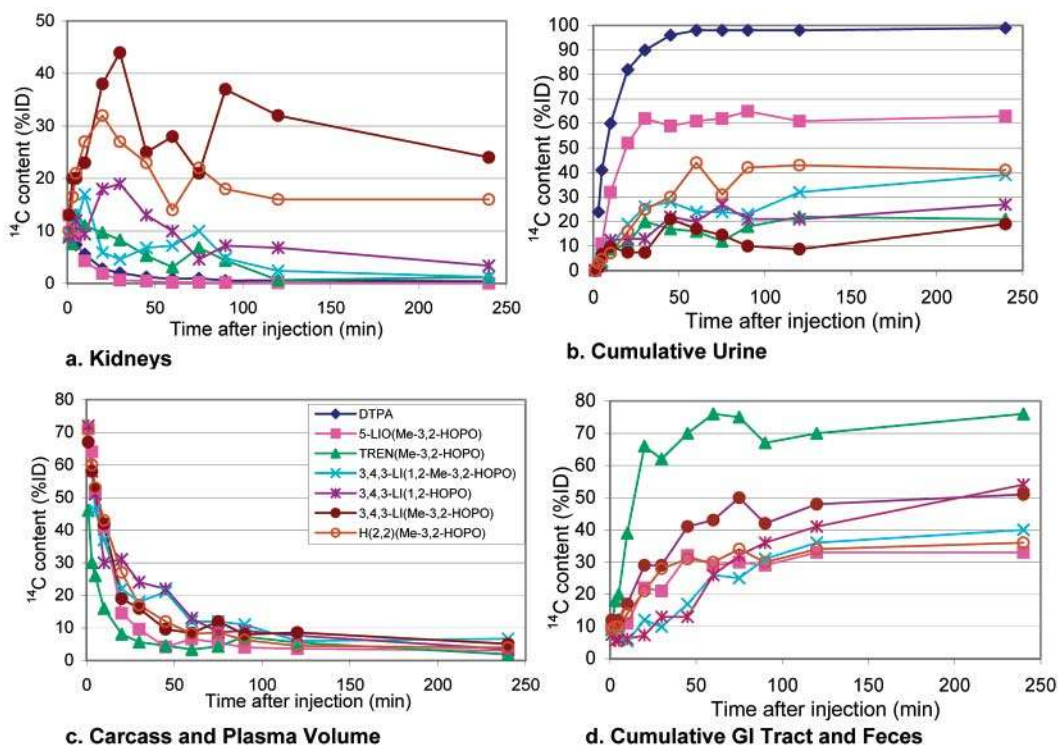 50
40
30
20
10
0
¹⁴C content (%ID)
0 50 100 150 200 250
Time after injection (min)
a. Kidneys
100
90
80
70
60
50
40
30
20
10
0
¹⁴C content (%ID)
0 50 100 150 200 250
Time after injection (min)
b. Cumulative Urine
80
70
60
50
40
30
20
10
0
¹⁴C content (%ID)
DTPA
5-LIO(Me-3,2-HOPO)
TREN(Me-3,2-HOPO)
3,4,3-LI(1,2-Me-3,2-HOPO)
3,4,3-LI(1,2-HOPO)
3,4,3-LI(Me-3,2-HOPO)
H(2,2)(Me-3,2-HOPO)
0 50 100 150 200 250
Time after injection (min)
c. Carcass and Plasma Volume
80
70
60
50
40
30
20
10
0
¹⁴C content (%ID)
0 50 100 150 200 250
Time after injection (min)
d. Cumulative GI Tract and Feces